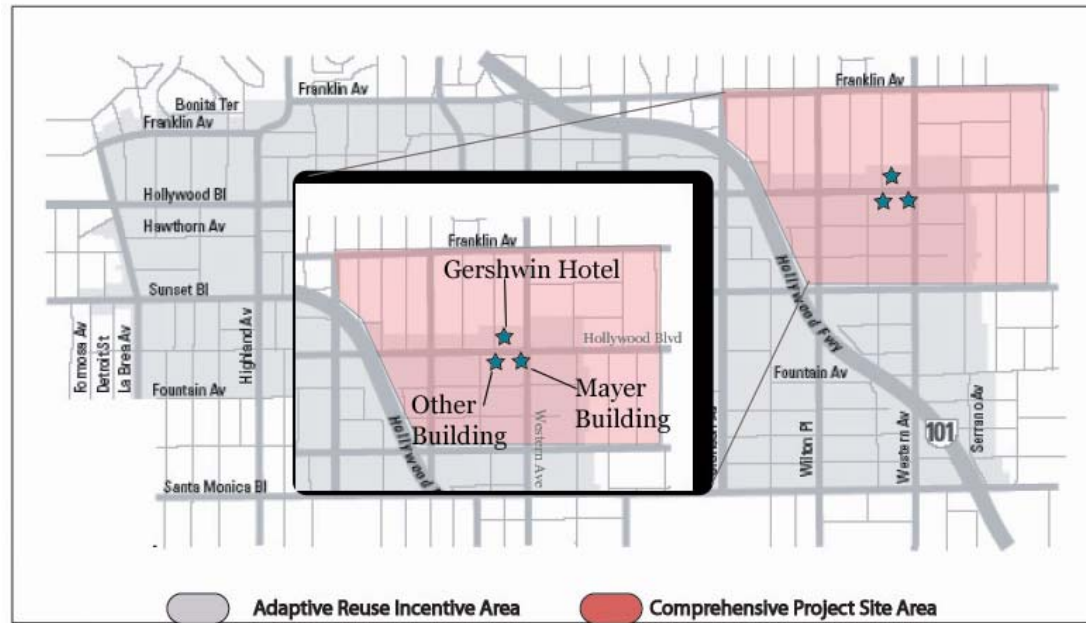 Franklin Av
Bonita Ter
Franklin Av
Franklin Av
Hollywood Bl
Hawthorn Av
Sunset Bl
Formosa Av
Detroit St
La Brea Av
Highland Av
Fountain Av
Santa Monica Bl
Franklin Av
Gershwin Hotel
Hollywood Blvd
Other
Building
Mayer
Building
Western Ave
Hollywood
Hollywood Fwy
Fountain Av
Wilton Pl
Western Av
101
Serrano Av
Adaptive Reuse Incentive Area
Comprehensive Project Site Area